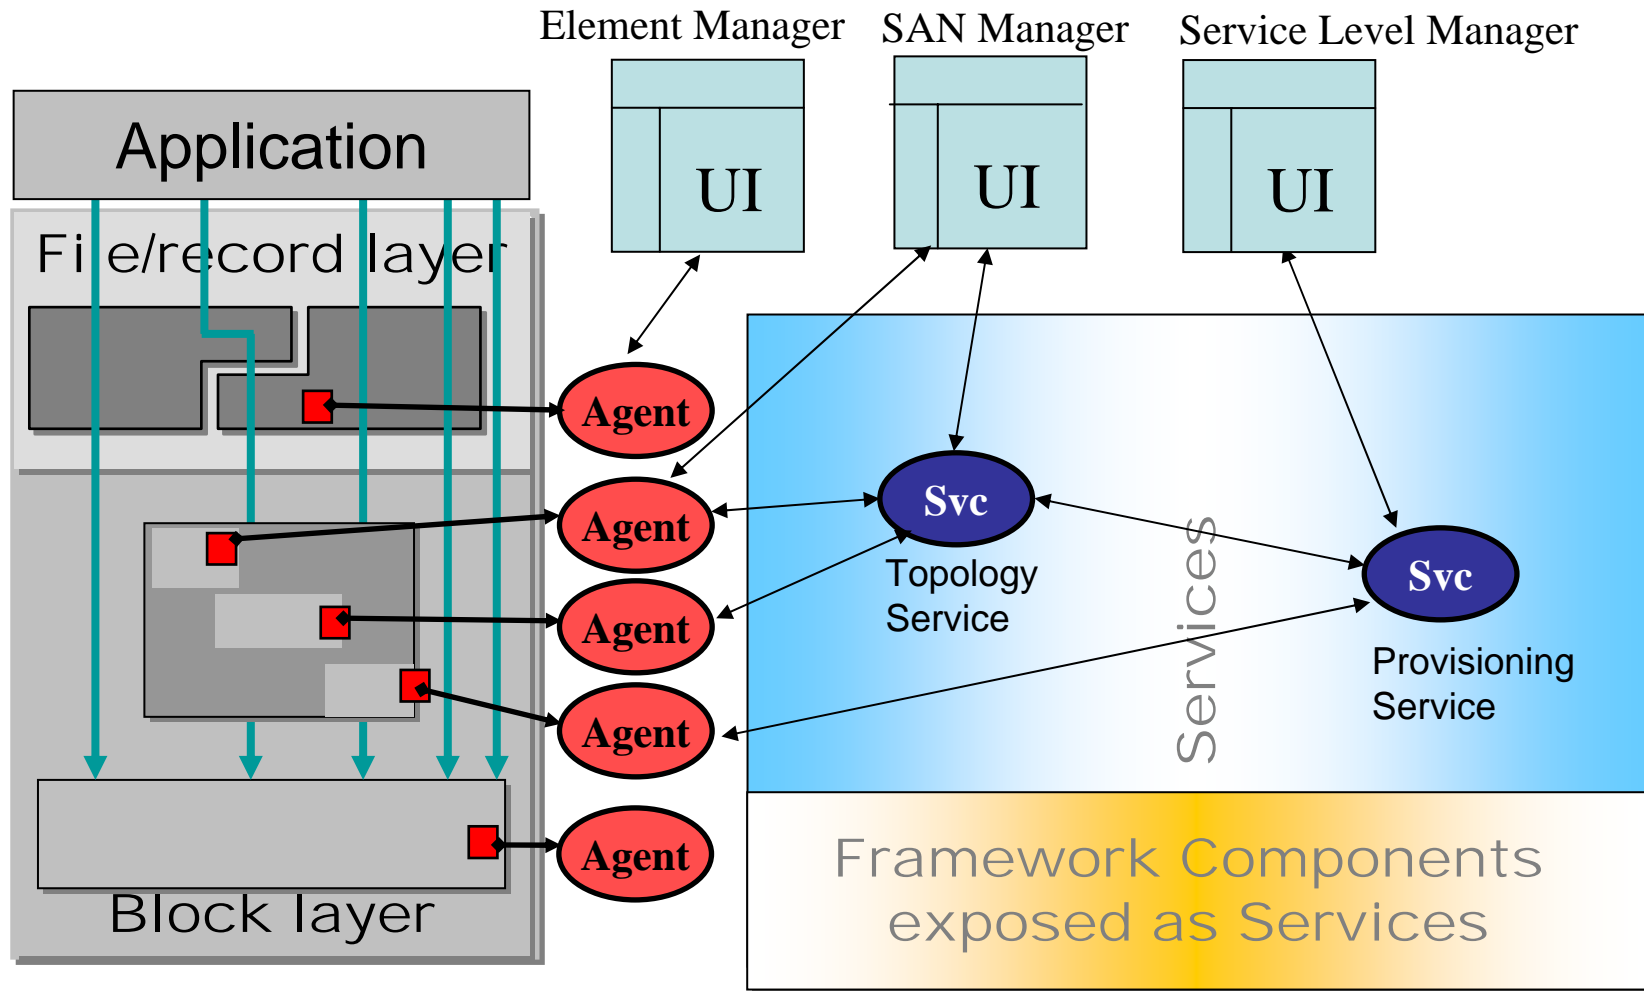 Element Manager
SAN Manager
Service Level Manager
UI
UI
UI
Application
File/record layer
Agent
Agent
Agent
Agent
Agent
Svc
Topology
Service
Svc
Provisioning
Service
Services
Block layer
Framework Components
exposed as Services